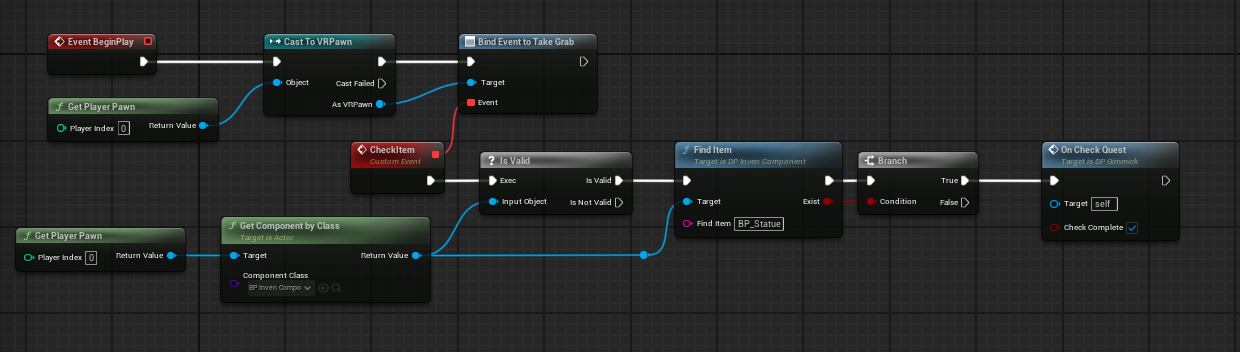 Event BeginPlay
Cast To VRPawn
Object
Cast Failed
As VRPawn
Bind Event to Take Grab
Target
Event
Get Player Pawn
Player Index 0
Return Value
CheckItem
Custom Event
Is Valid
Exec
Is Valid
Input Object
Is Not Valid
Find Item
Target is BP Inven Component
Target
Exist
Find Item BP_Statue
Branch
True
Condition
False
On Check Quest
Target is BP Gimmick
Target self
Check Complete
Get Player Pawn
Player Index 0
Return Value
Get Component by Class
Target is Actor
Target
Return Value
Component Class
BP Inven Compo